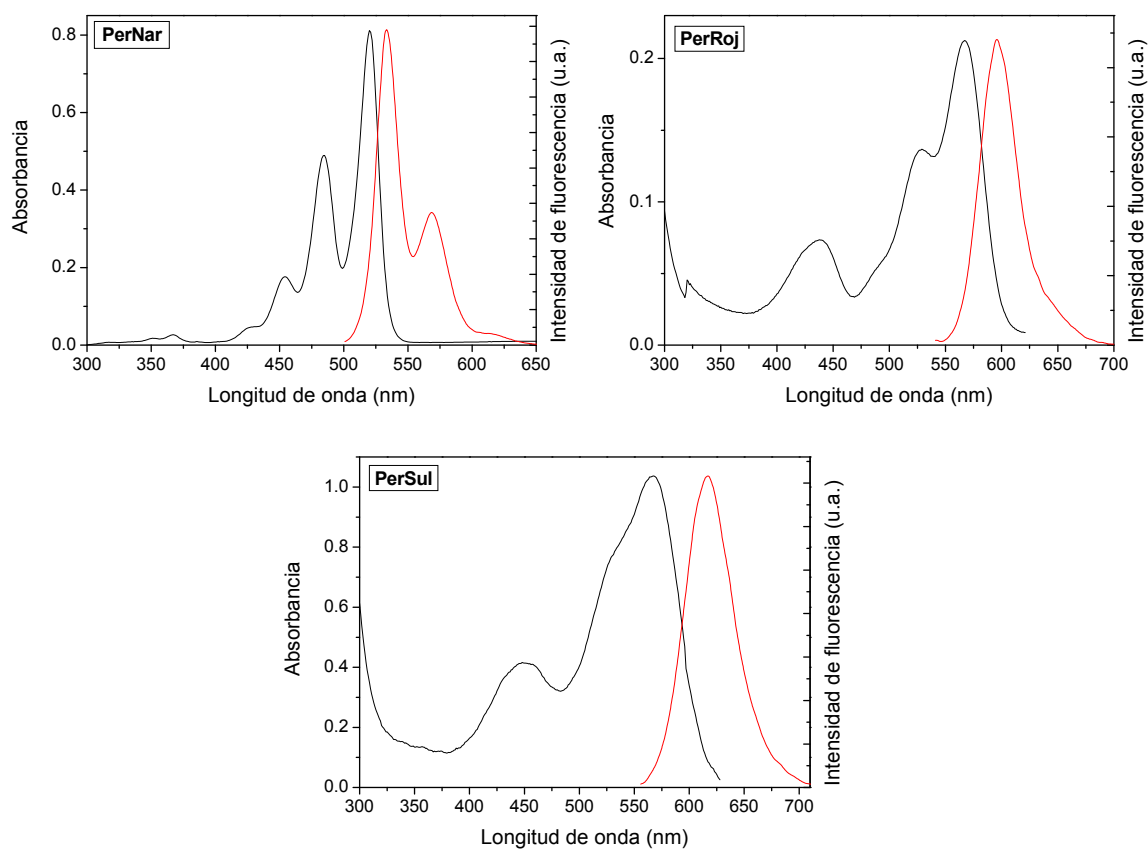 PerNar
Absorbancia
0.8
0.6
0.4
0.2
0.0
300 350 400 450 500 550 600 650
Longitud de onda (nm)
Intensidad de fluorescencia (u.a.)
PerRoj
Absorbancia
0.2
0.1
0.0
300 350 400 450 500 550 600 650 700
Longitud de onda (nm)
Intensidad de fluorescencia (u.a.)
PerSul
Absorbancia
1.0
0.8
0.6
0.4
0.2
0.0
300 350 400 450 500 550 600 650 700
Longitud de onda (nm)
Intensidad de fluorescencia (u.a.)